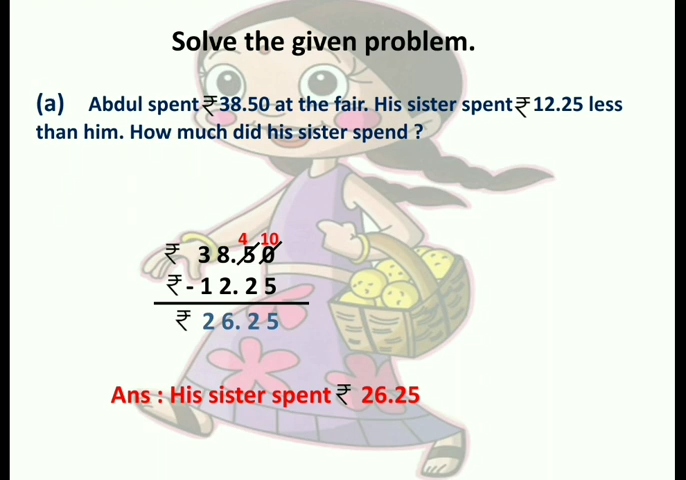 Solve the given problem.
(a) Abdul spent ₹38.50 at the fair. His sister spent ₹12.25 less
than him. How much did his sister spend ?
4 10
₹ 38.50
₹ - 12.25
₹ 26.25
Ans : His sister spent ₹ 26.25